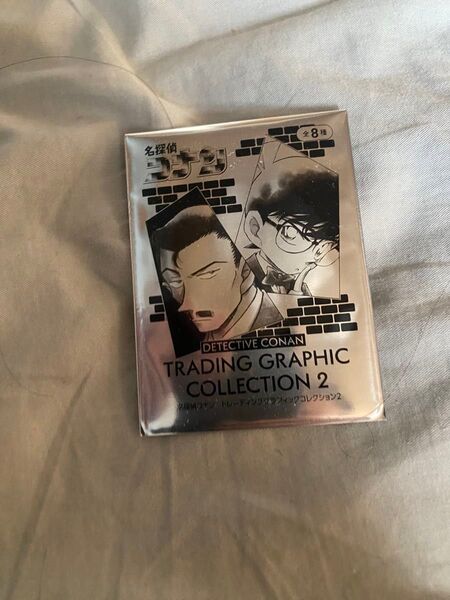 全8種
名探偵
コナン
DETECTIVE CONAN
TRADING GRAPHIC
COLLECTION 2
名探偵コナン トレーディンググラフィックコレクション2